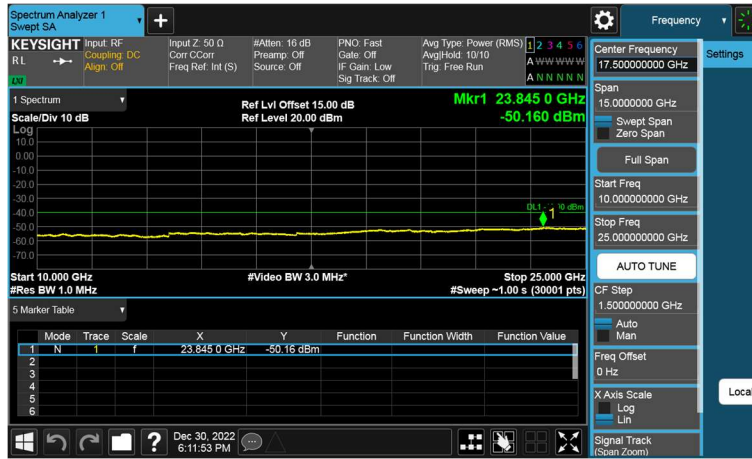 Spectrum Analyzer 1
Swept SA
Frequency
KEYSIGHT
RL
LXI
Input: RF
Coupling: DC
Align: Off
Input Z: 50 Ω
Corr CCorr
Freq Ref: Int (S)
#Atten: 16 dB
Preamp: Off
Source: Off
PNO: Fast
Gate: Off
IF Gain: Low
Sig Track: Off
Avg Type: Power (RMS)
Avg|Hold: 10/10
Trig: Free Run
1 2 3 4 5 6
A W W W W W
A N N N N N
1 Spectrum
Scale/Div 10 dB
Ref Lvl Offset 15.00 dB
Ref Level 20.00 dBm
Mkr1 23.845 0 GHz
-50.160 dBm
Log
10.0
0.00
-10.0
-20.0
-30.0
-40.0
-50.0
-60.0
-70.0
1
Start 10.000 GHz
#Res BW 1.0 MHz
#Video BW 3.0 MHz*
Stop 25.000 GHz
#Sweep ~1.00 s (30001 pts)
5 Marker Table
Mode Trace Scale X Y Function Function Width Function Value
1 N 1 f 23.845 0 GHz -50.16 dBm
2
3
4
5
6
Dec 30, 2022
6:11:53 PM
Center Frequency
17.500000000 GHz
Settings
Span
15.0000000 GHz
Swept Span
Zero Span
Full Span
Start Freq
10.000000000 GHz
Stop Freq
25.000000000 GHz
AUTO TUNE
CF Step
1.500000000 GHz
Auto
Man
Freq Offset
0 Hz
X Axis Scale
Log
Lin
Local
Signal Track
(Span Zoom)